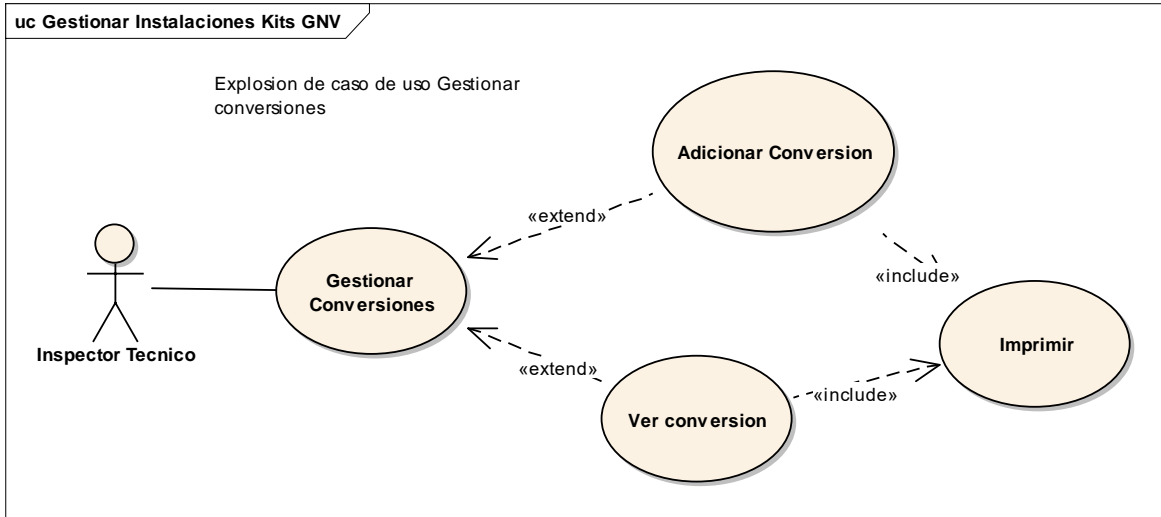 uc Gestionar Instalaciones Kits GNV
Explosion de caso de uso Gestionar
conversiones
Adicionar Conversion
«extend»
Gestionar
Conversiones
«include»
Inspector Tecnico
Imprimir
«extend»
«include»
Ver conversion